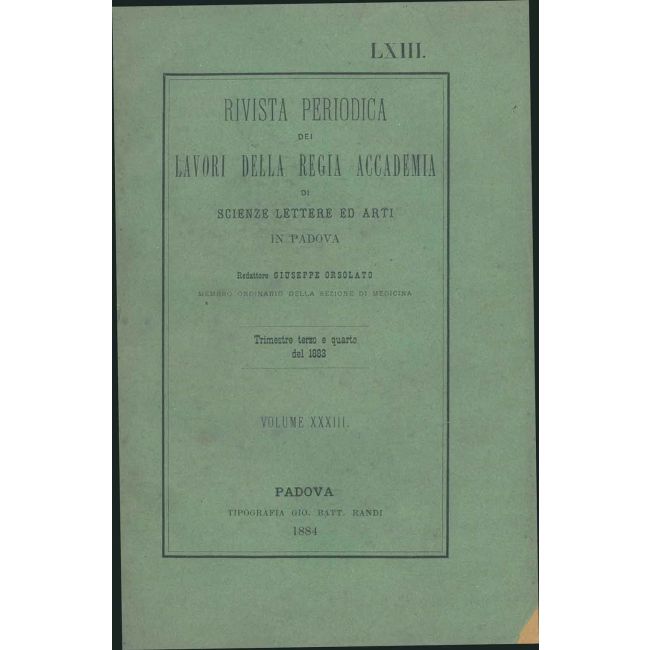 LXIII.
RIVISTA PERIODICA
DEI
LAVORI DELLA REGIA ACCADEMIA
DI
SCIENZE LETTERE ED ARTI
IN PADOVA
Redattore GIUSEPPE ORSOLATO
MEMBRO ORDINARIO DELLA SEZIONE DI MEDICINA
Trimestre terzo e quarto
del 1883
VOLUME XXXIII.
PADOVA
TIPOGRAFIA GIO. BATT. RANDI
1884